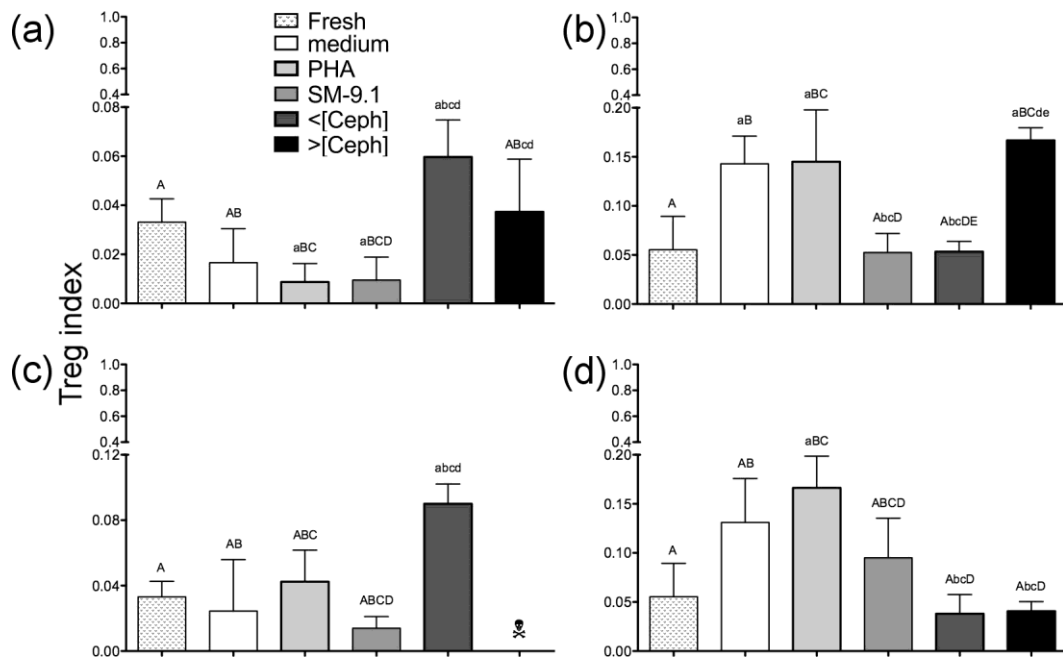 (a)
1.0
0.8
0.6
0.4
0.08
0.06
0.04
0.02
0.00
Fresh
medium
PHA
SM-9.1
<[Ceph]
>[Ceph]
A
AB
aBC
aBCD
abcd
ABcd
(b)
1.0
0.8
0.6
0.4
0.20
0.15
0.10
0.05
0.00
A
aB
aBC
AbcD
AbcDE
aBCde
Treg index
(c)
1.0
0.8
0.6
0.4
0.12
0.08
0.04
0.00
A
AB
ABC
ABCD
abcd
(d)
1.0
0.8
0.6
0.4
0.20
0.15
0.10
0.05
0.00
A
AB
aBC
ABCD
AbcD
AbcD